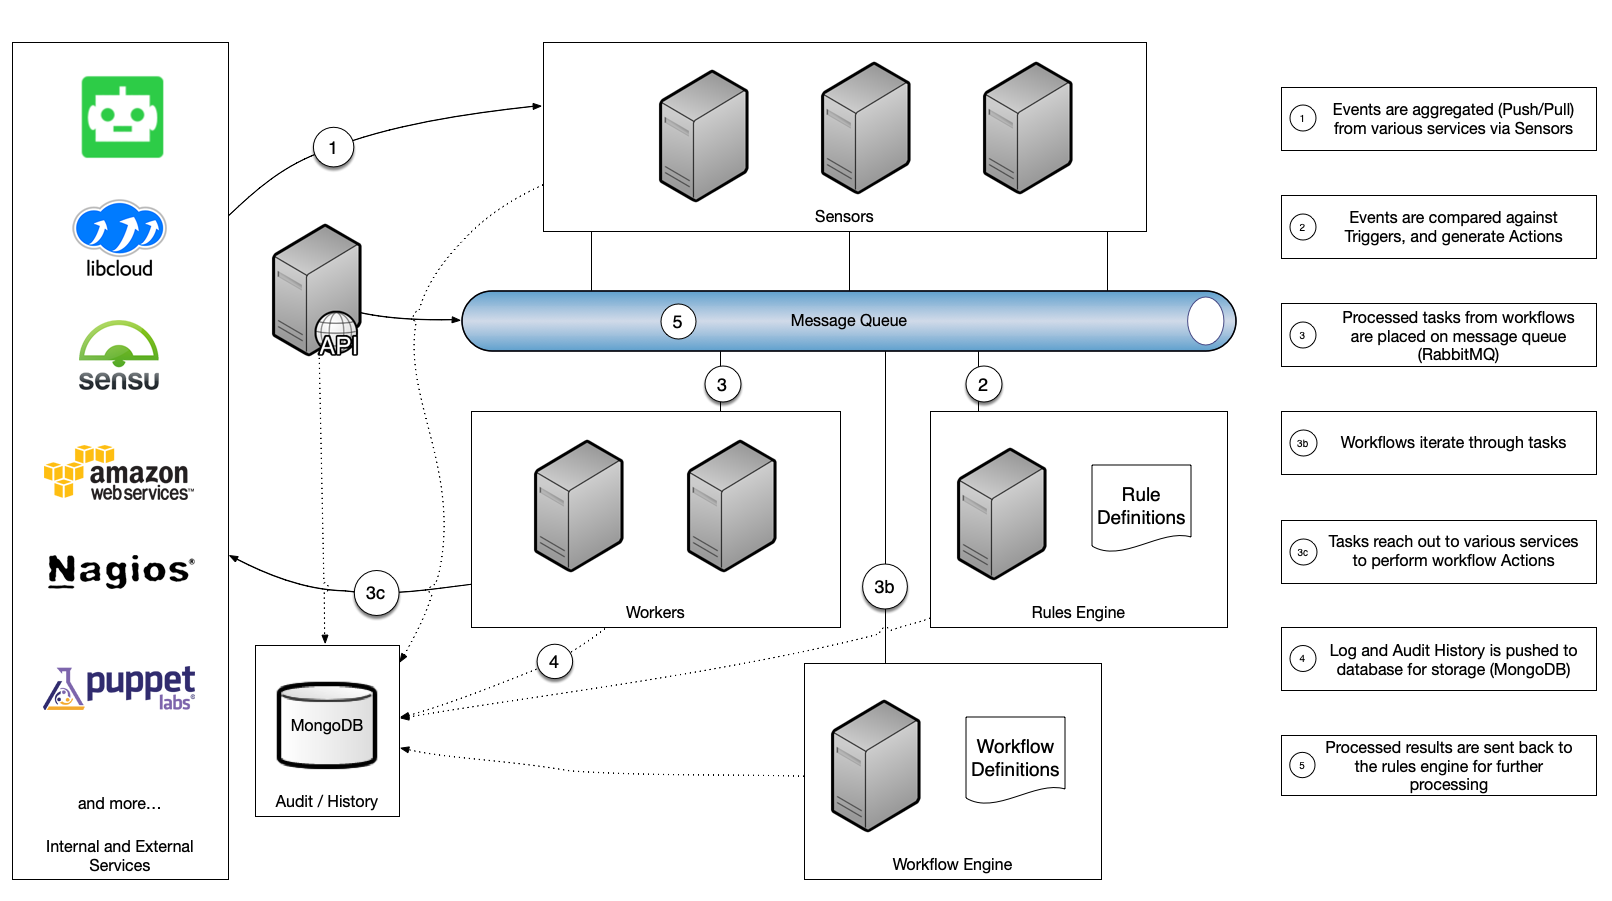 libcloud
sensu
amazon
web services™
Nagios®
puppet
labs®
and more…
Internal and External
Services
1
API
Sensors
5
Message Queue
3
2
Workers
3c
3b
Rule
Definitions
Rules Engine
4
MongoDB
Audit / History
Workflow
Definitions
Workflow Engine
1
Events are aggregated (Push/Pull)
from various services via Sensors
2
Events are compared against
Triggers, and generate Actions
3
Processed tasks from workflows
are placed on message queue
(RabbitMQ)
3b
Workflows iterate through tasks
3c
Tasks reach out to various services
to perform workflow Actions
4
Log and Audit History is pushed to
database for storage (MongoDB)
5
Processed results are sent back to
the rules engine for further
processing